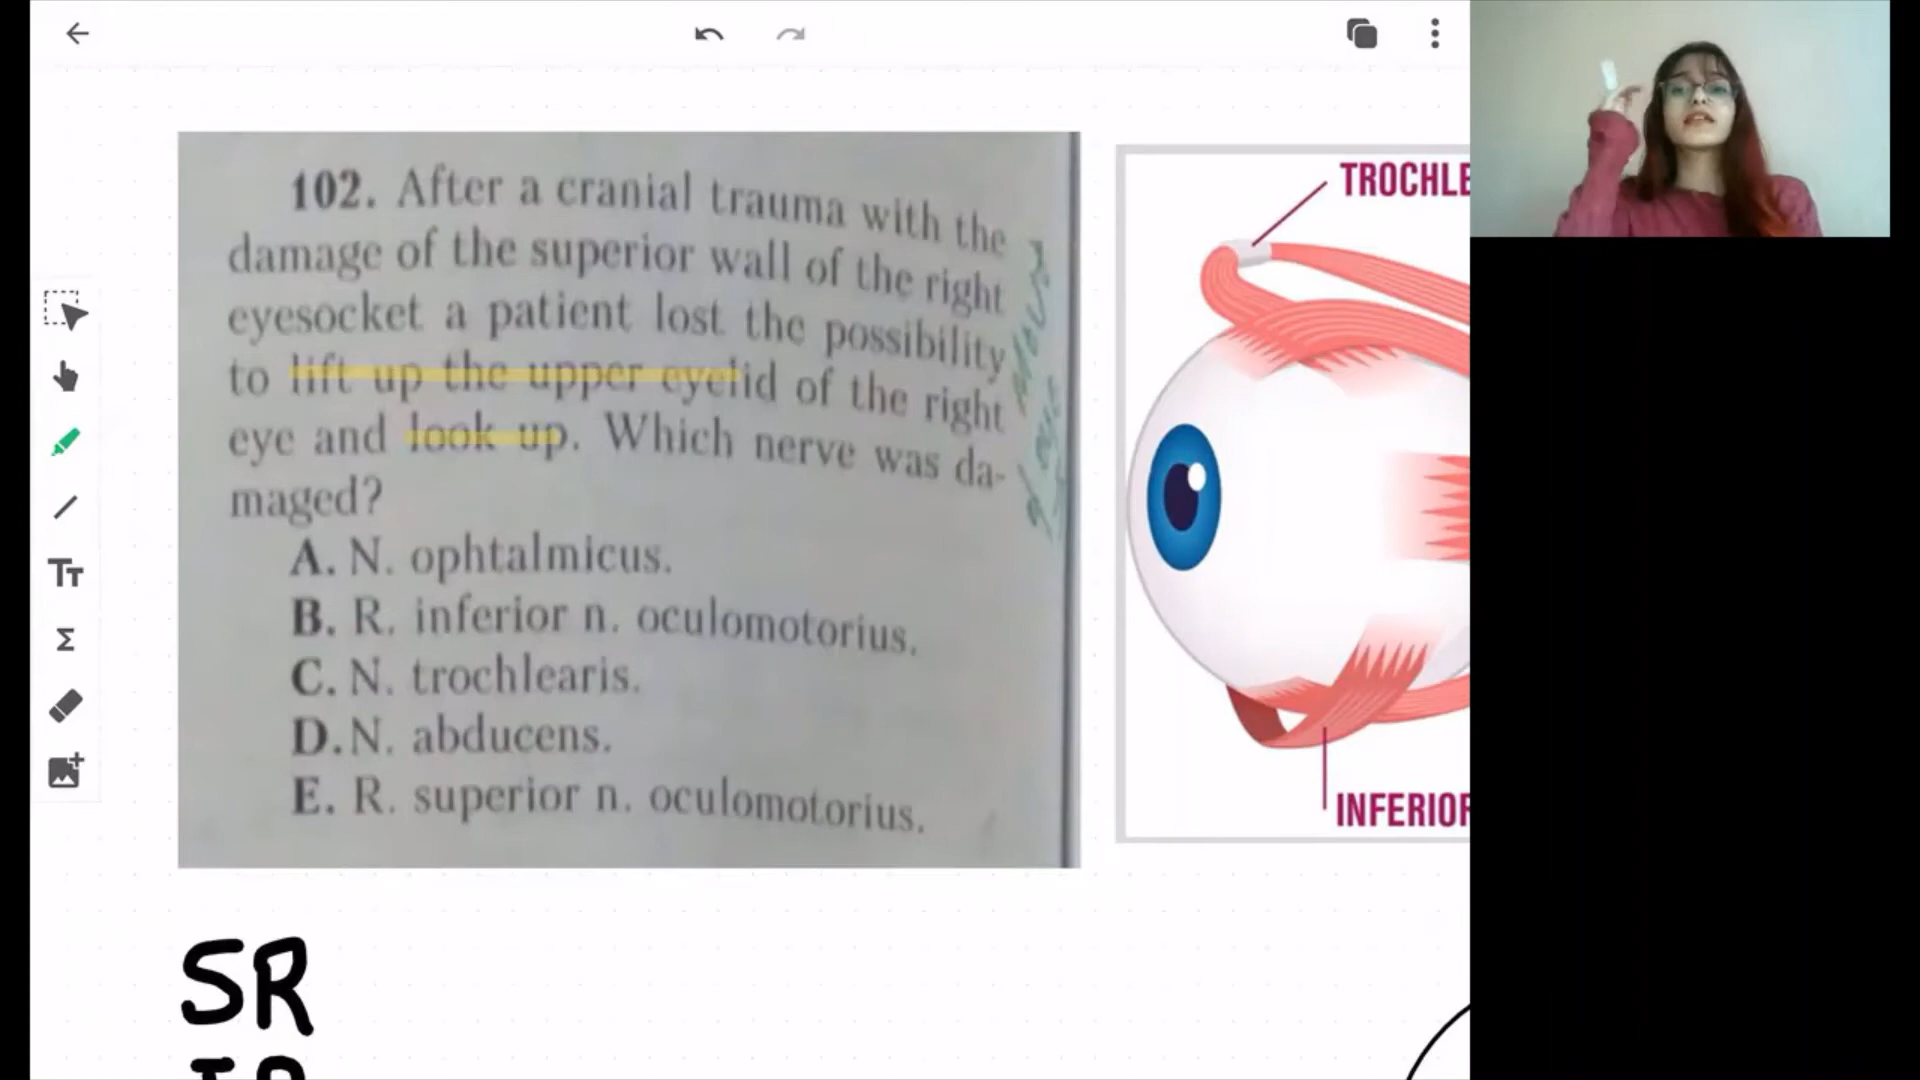 102. After a cranial trauma with the
damage of the superior wall of the right
eyesocket a patient lost the possibility
to lift up the upper eyelid of the right
eye and look up. Which nerve was da-
maged?
A. N. ophtalmicus.
B. R. inferior n. oculomotorius.
C. N. trochlearis.
D. N. abducens.
E. R. superior n. oculomotorius.
TROCHLE
INFERIOR
SR
IR